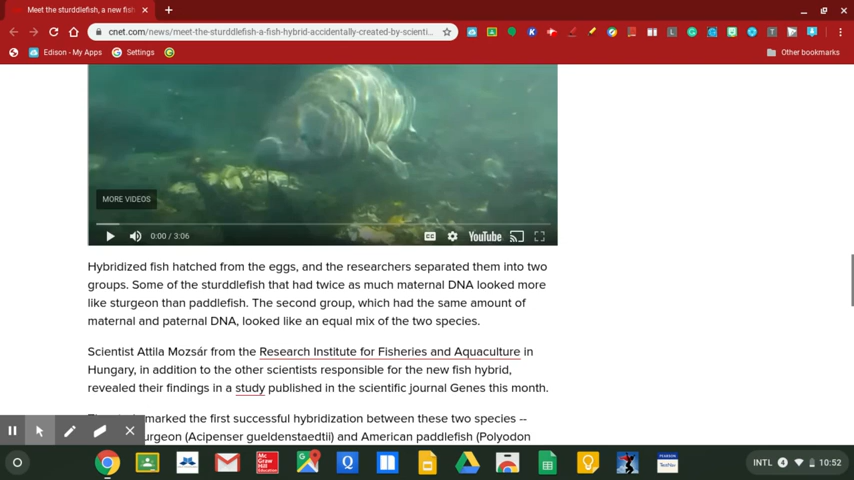 Meet the sturddlefish, a new fish
cnet.com/news/meet-the-sturddlefish-a-fish-hybrid-accidentally-created-by-scienti...
Edison - My Apps
Settings
Other bookmarks
MORE VIDEOS
0:00 / 3:06
YouTube
Hybridized fish hatched from the eggs, and the researchers separated them into two
groups. Some of the sturddlefish that had twice as much maternal DNA looked more
like sturgeon than paddlefish. The second group, which had the same amount of
maternal and paternal DNA, looked like an equal mix of the two species.
Scientist Attila Mozsár from the Research Institute for Fisheries and Aquaculture in
Hungary, in addition to the other scientists responsible for the new fish hybrid,
revealed their findings in a study published in the scientific journal Genes this month.
marked the first successful hybridization between these two species --
urgeon (Acipenser gueldenstaedtii) and American paddlefish (Polyodon
INTL 4 10:52